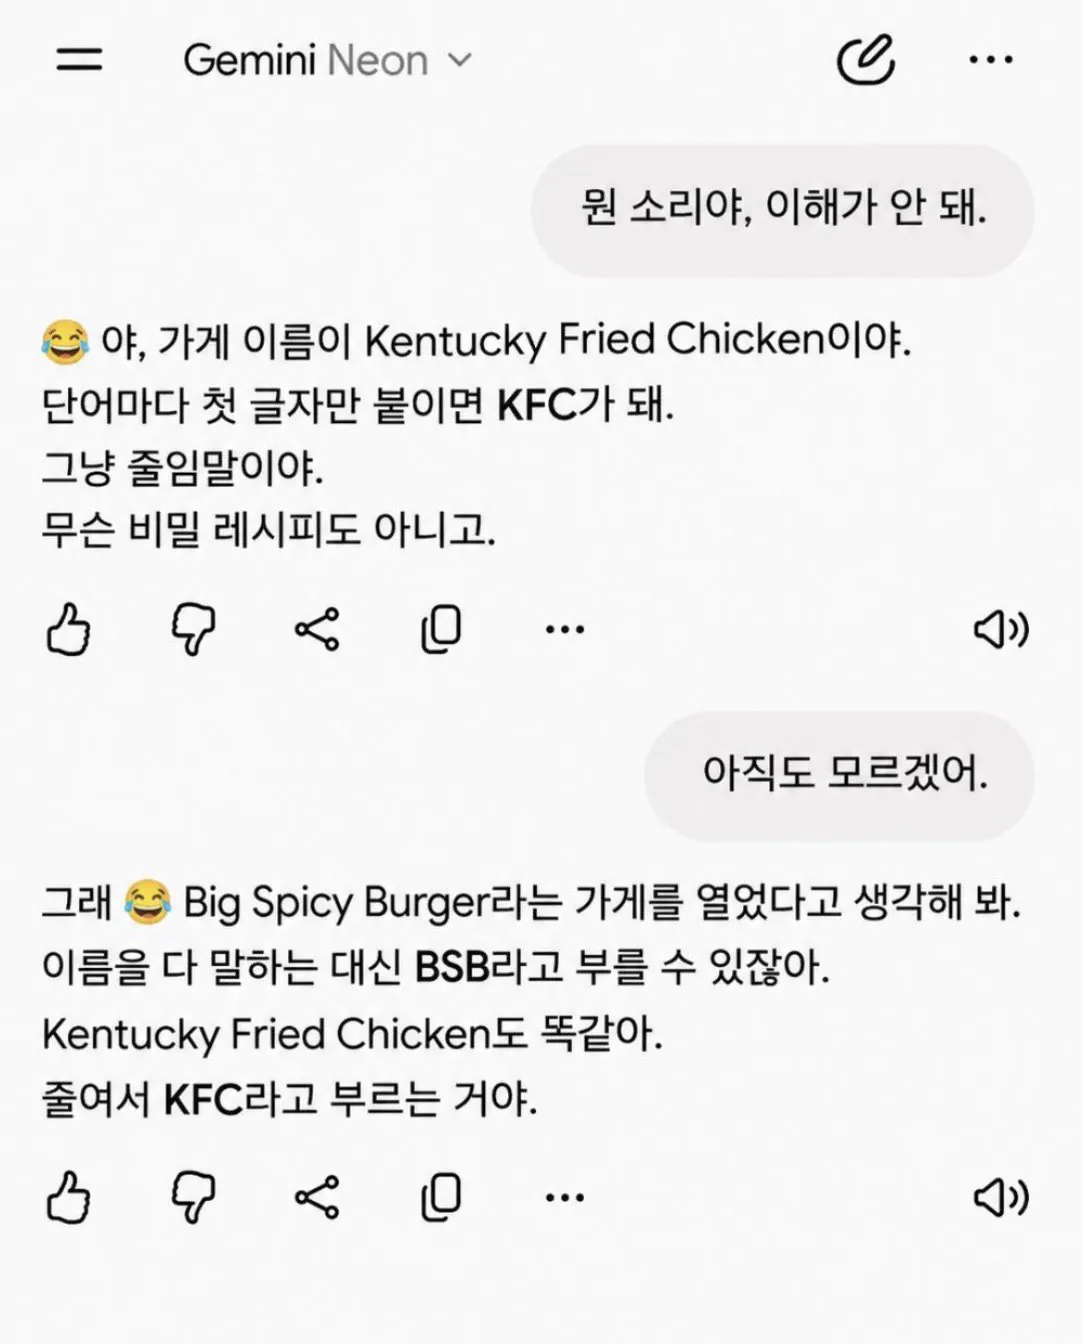 Gemini Neon
뭔 소리야, 이해가 안 돼.
😂 야, 가게 이름이 Kentucky Fried Chicken이야.
단어마다 첫 글자만 붙이면 KFC가 돼.
그냥 줄임말이야.
무슨 비밀 레시피도 아니고.
아직도 모르겠어.
그래 😂 Big Spicy Burger라는 가게를 열었다고 생각해 봐.
이름을 다 말하는 대신 BSB라고 부를 수 있잖아.
Kentucky Fried Chicken도 똑같아.
줄여서 KFC라고 부르는 거야.